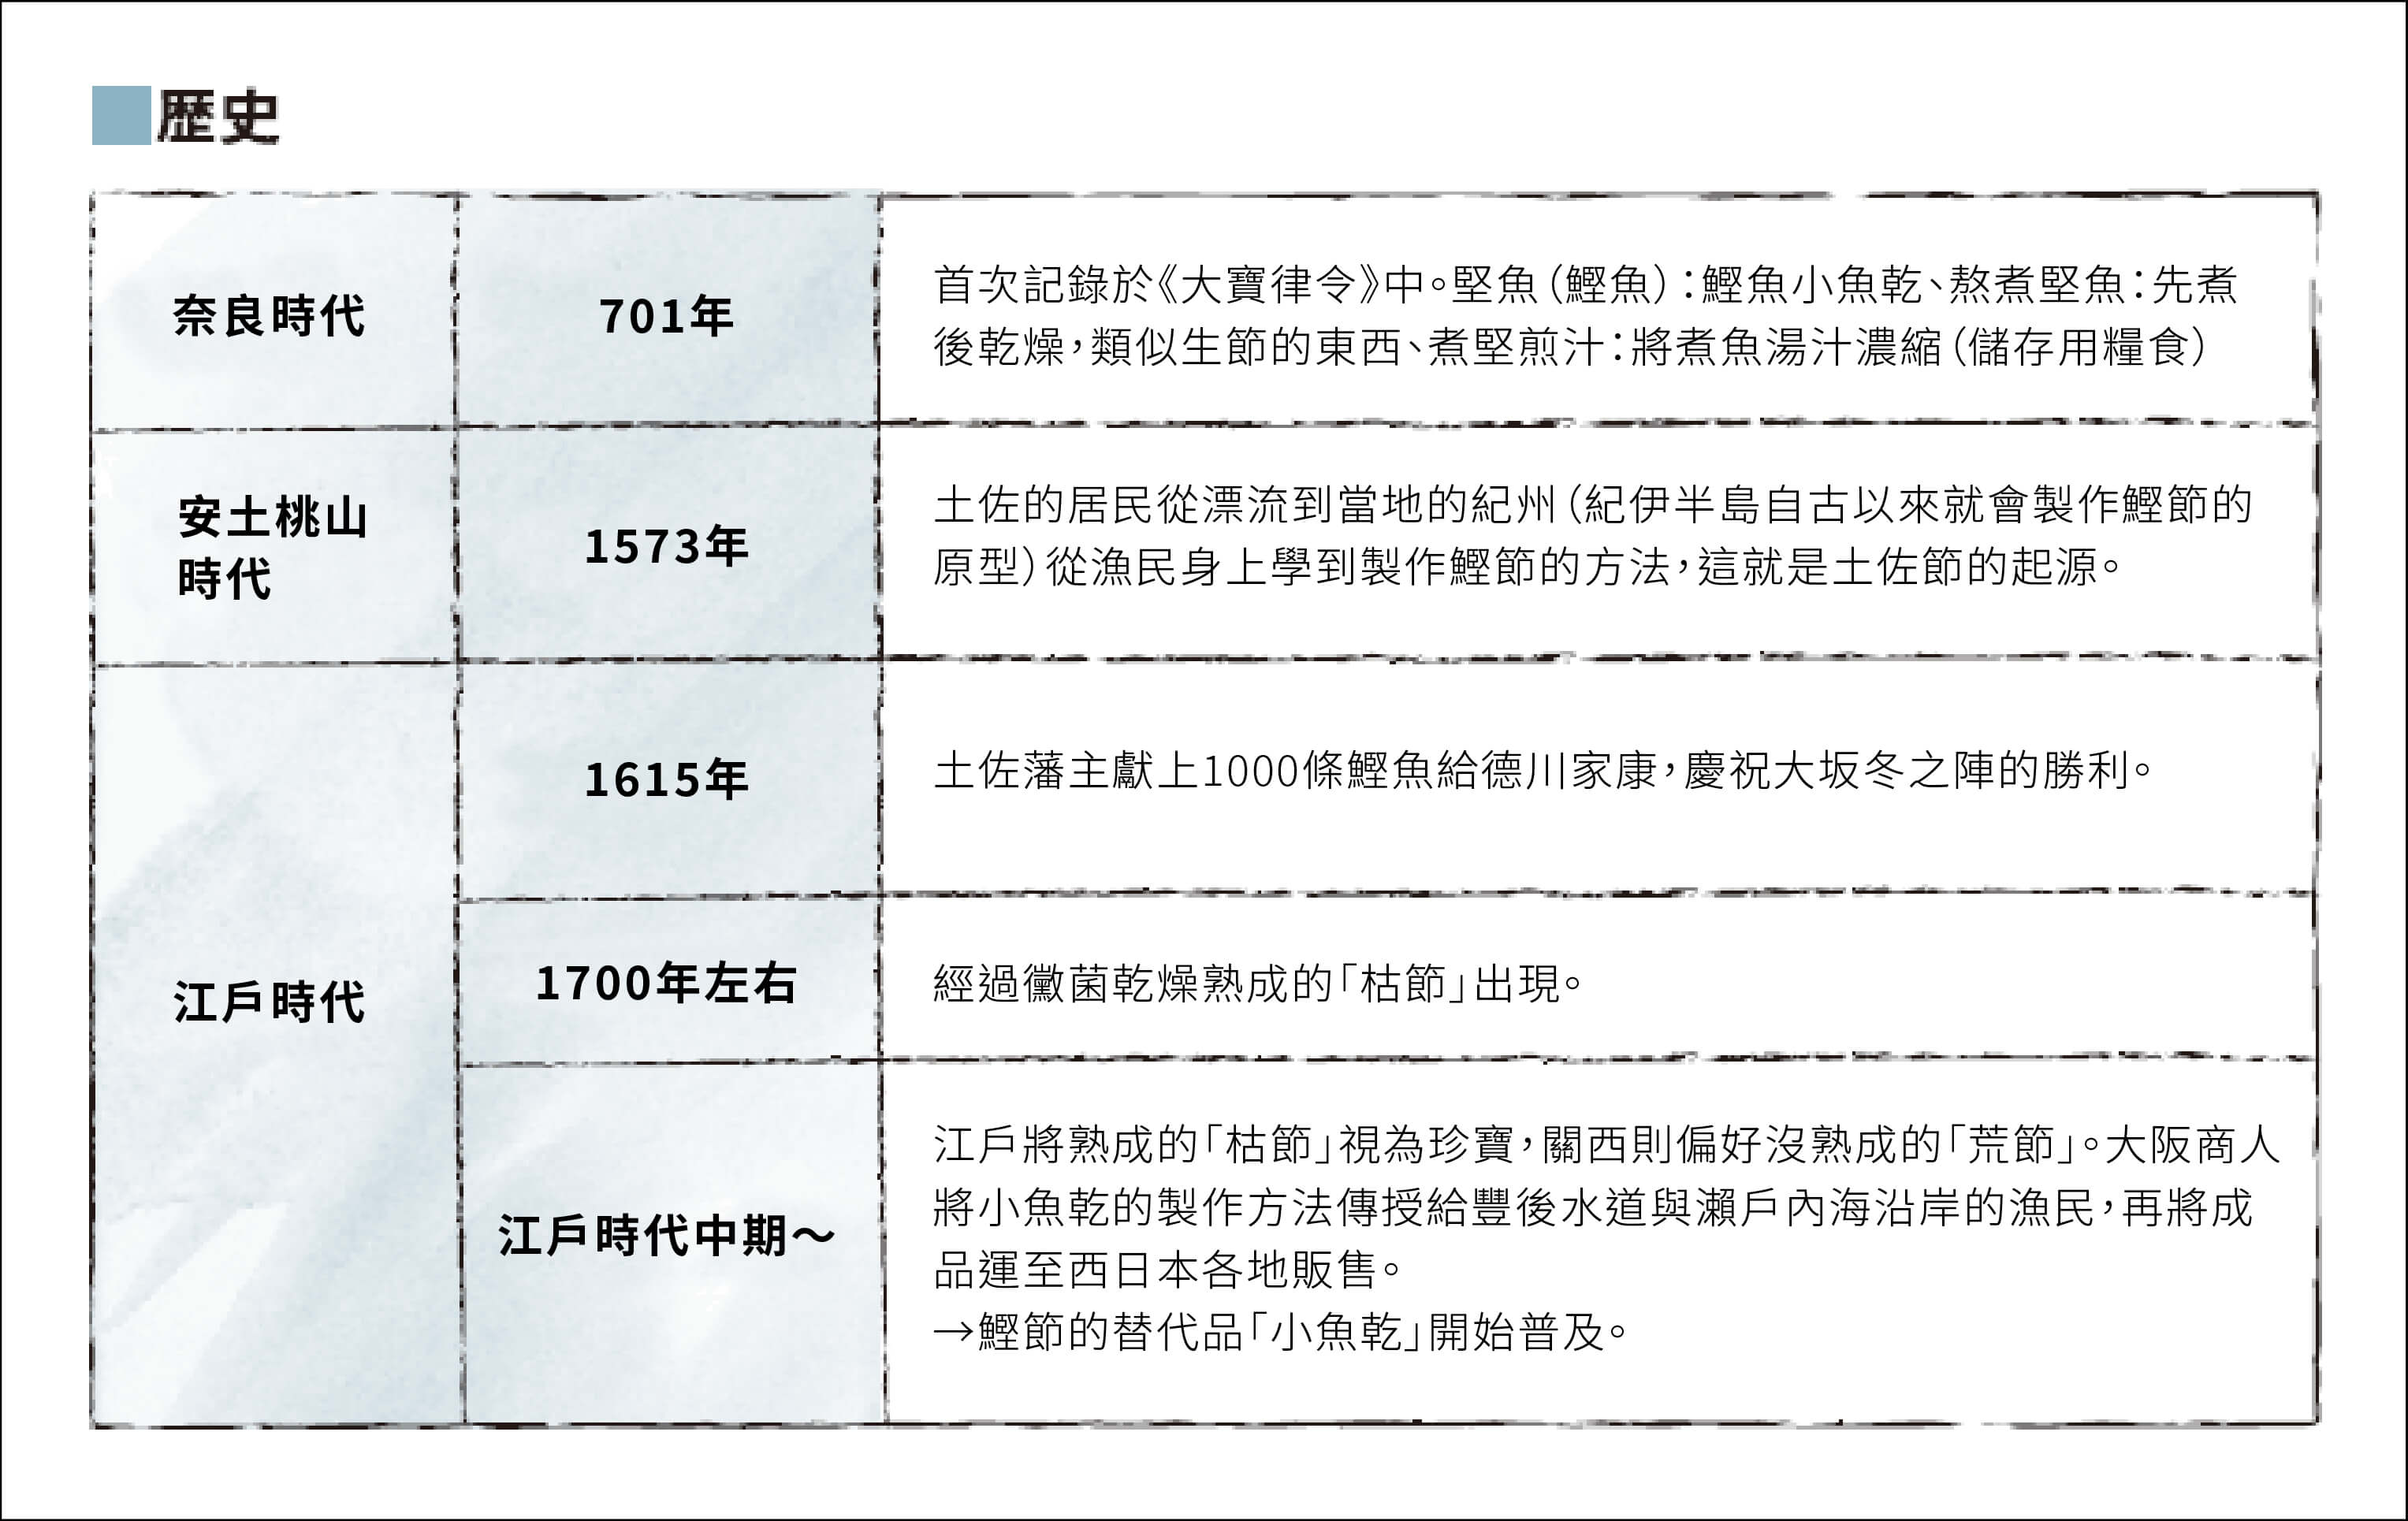 歴史
奈良時代
701年
首次記錄於《大寶律令》中。堅魚（鰹魚）：鰹魚小魚乾、熬煮堅魚：先煮
後乾燥，類似生節的東西、煮堅煎汁：將煮魚湯汁濃縮（儲存用糧食）
安土桃山
時代
1573年
土佐的居民從漂流到當地的紀州（紀伊半島自古以來就會製作鰹節的
原型）從漁民身上學到製作鰹節的方法，這就是土佐節的起源。
江戶時代
1615年
土佐藩主獻上1000條鰹魚給德川家康，慶祝大坂冬之陣的勝利。
1700年左右
經過黴菌乾燥熟成的「枯節」出現。
江戶時代中期～
江戶將熟成的「枯節」視為珍寶，關西則偏好沒熟成的「荒節」。大阪商人
將小魚乾的製作方法傳授給豐後水道與瀨戶內海沿岸的漁民，再將成
品運至西日本各地販售。
→鰹節的替代品「小魚乾」開始普及。